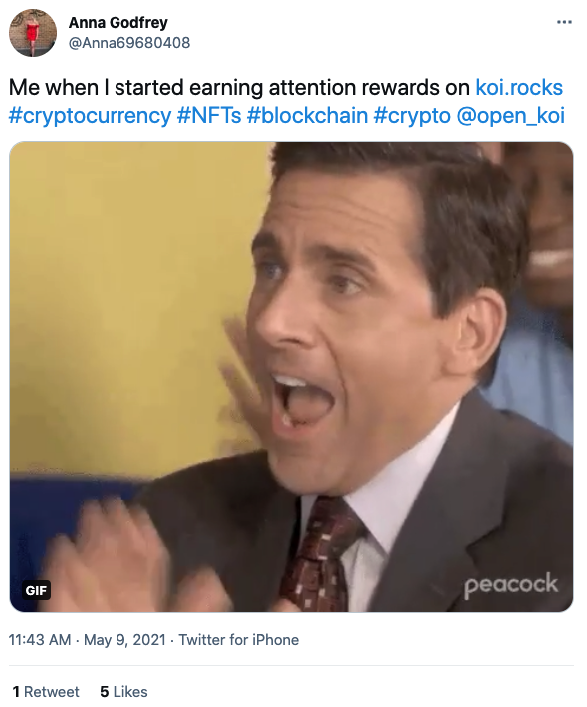 Anna Godfrey
@Anna69680408
Me when I started earning attention rewards on koi.rocks
#cryptocurrency #NFTs #blockchain #crypto @open_koi
GIF
peacock
11:43 AM · May 9, 2021 · Twitter for iPhone
1 Retweet 5 Likes